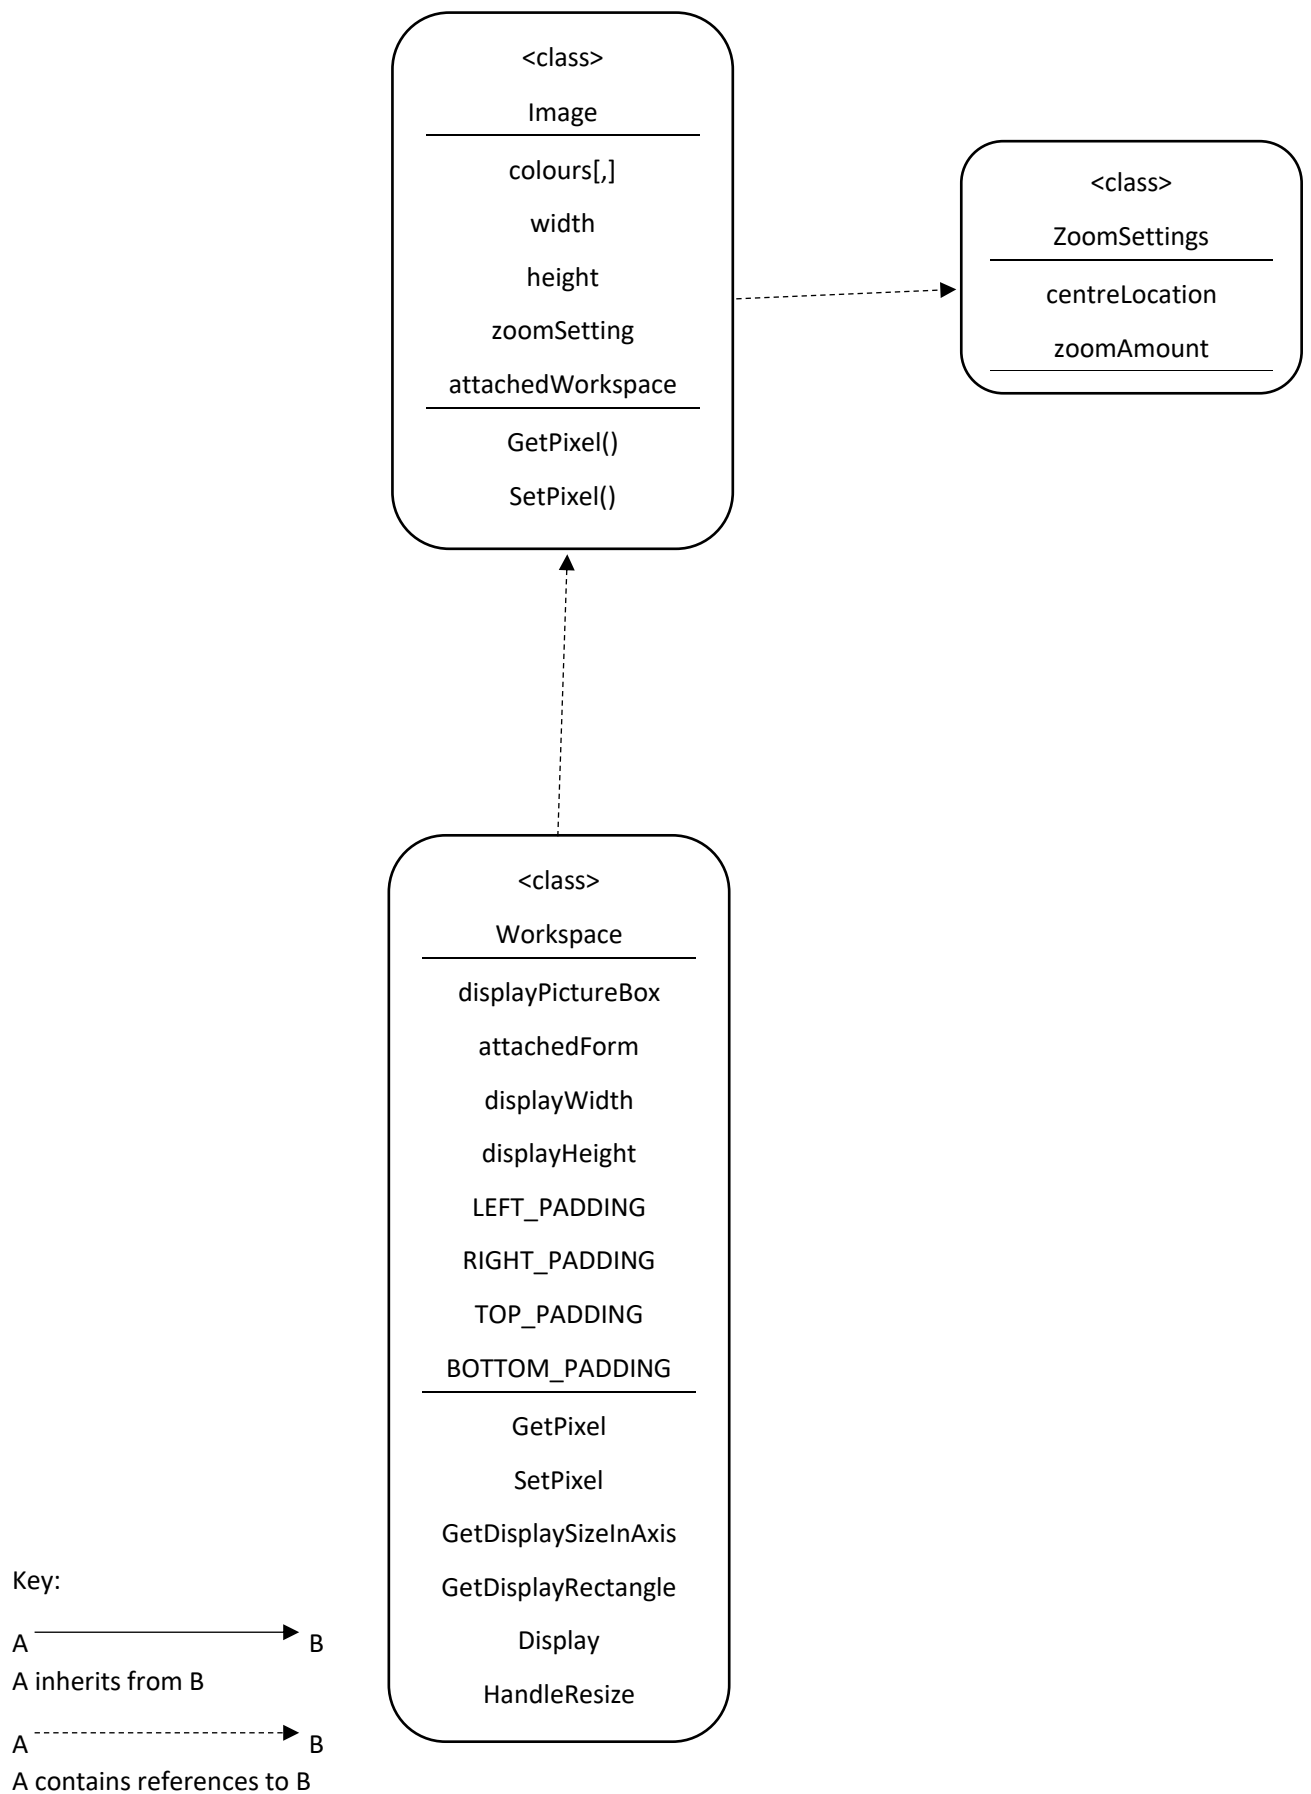 <class>
Image
colours[,]
width
height
zoomSetting
attachedWorkspace
GetPixel()
SetPixel()
<class>
ZoomSettings
centreLocation
zoomAmount
<class>
Workspace
displayPictureBox
attachedForm
displayWidth
displayHeight
LEFT_PADDING
RIGHT_PADDING
TOP_PADDING
BOTTOM_PADDING
GetPixel
SetPixel
GetDisplaySizeInAxis
GetDisplayRectangle
Display
HandleResize
Key:
A B
A inherits from B
A B
A contains references to B